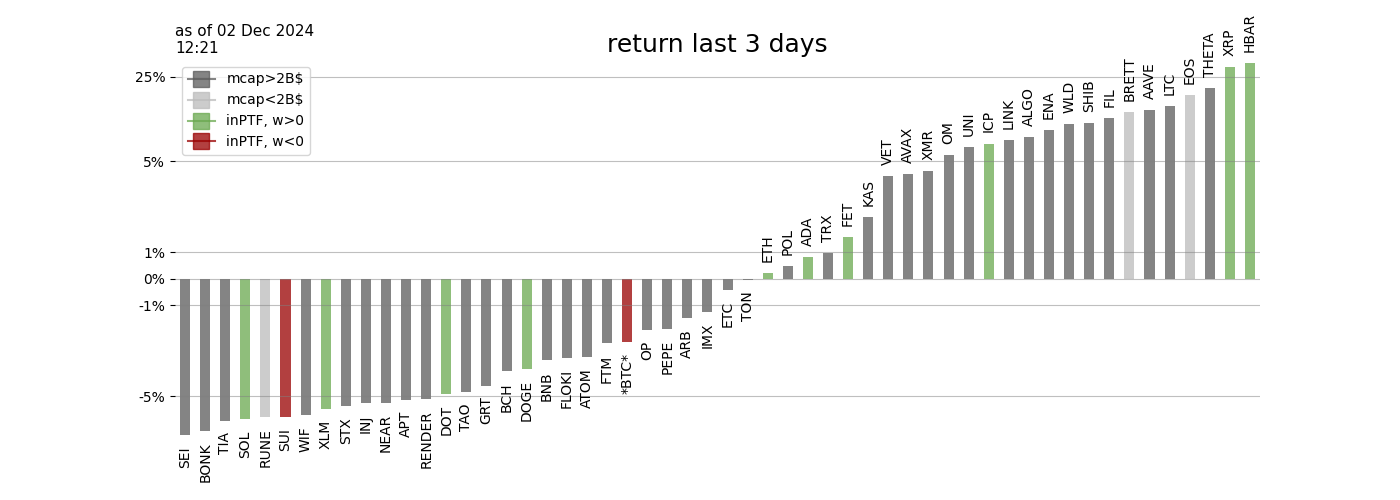 as of 02 Dec 2024
12:21
return last 3 days
mcap>2B$
mcap<2B$
inPTF, w>0
inPTF, w<0
25%
5%
1%
0%
-1%
-5%
SEI
BONK
TIA
SOL
RUNE
SUI
WIF
XLM
STX
INJ
NEAR
APT
RENDER
DOT
TAO
GRT
BCH
DOGE
BNB
FLOKI
ATOM
FTM
*BTC*
OP
PEPE
ARB
IMX
ETC
TON
ETH
POL
ADA
TRX
FET
KAS
VET
AVAX
XMR
OM
UNI
ICP
LINK
ALGO
ENA
WLD
SHIB
FIL
BRETT
AAVE
LTC
EOS
THETA
XRP
HBAR